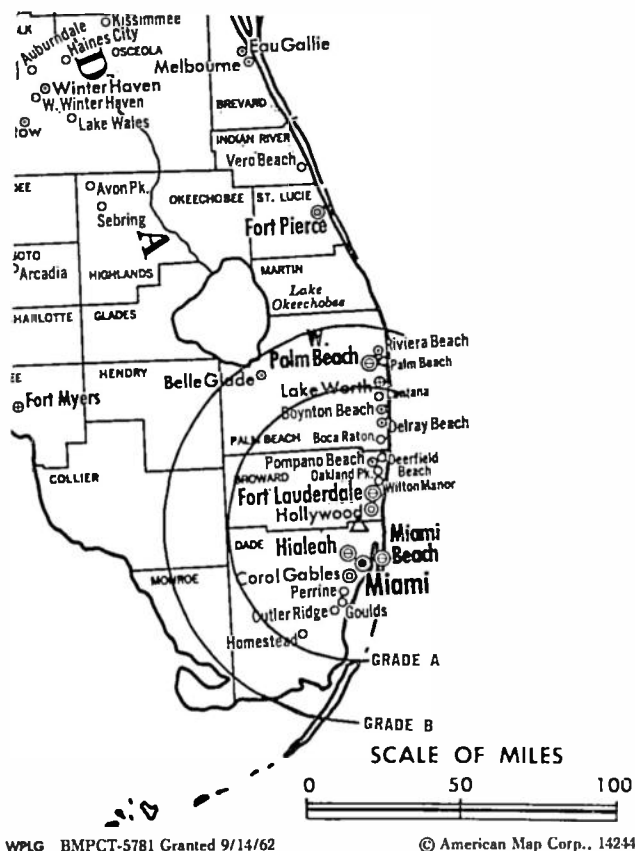 Kissimmee
Auburndale
Haines City
OSCEOLA
D
Eau Gallie
Melbourne
Winter Haven
W. Winter Haven
Lake Wales
BREVARD
INDIAN RIVER
Vero Beach
Avon Pk.
Sebring
OKEECHOBEE
ST. LUCIE
Fort Pierce
A
Arcadia
HIGHLANDS
MARTIN
Lake
Okeechobee
GLADES
W.
Palm Beach
Riviera Beach
Palm Beach
HENDRY
Belle Glade
Fort Myers
Lake Worth
Boynton Beach
Delray Beach
PALM BEACH
Boca Raton
COLLIER
Pompano Beach
Deerfield
Beach
BROWARD
Oakland Pk.
Wilton Manor
Fort Lauderdale
Hollywood
DADE
Hialeah
Miami
Beach
MONROE
Corol Gables
Miami
Perrine
Cutler Ridge
Goulds
Homestead
GRADE A
GRADE B
SCALE OF MILES
0 50 100
WPLG BMPCT-5781 Granted 9/14/62
© American Map Corp., 14244